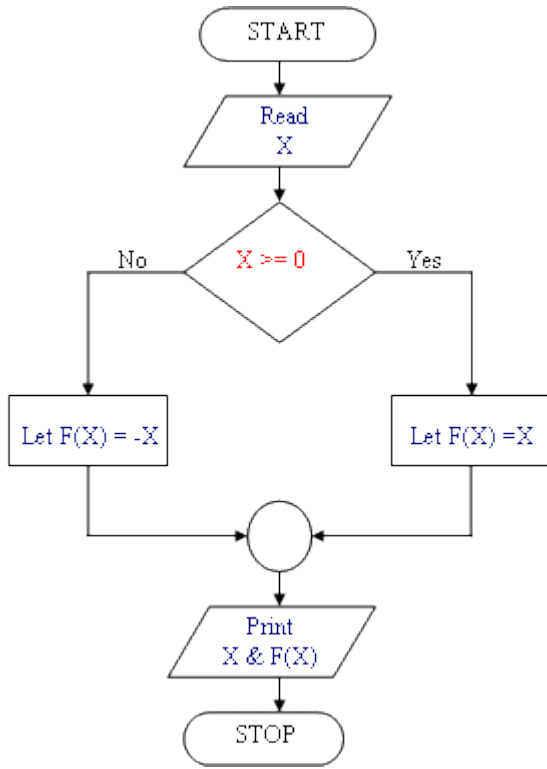 START
Read
X
No
X >= 0
Yes
Let F(X) = -X
Let F(X) =X
Print
X & F(X)
STOP